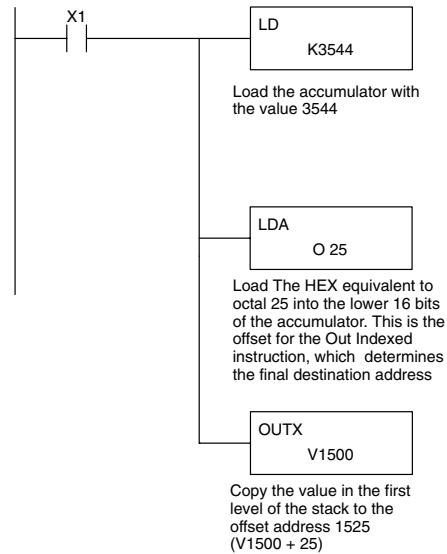 X1
LD
K3544
Load the accumulator with
the value 3544
LDA
O 25
Load The HEX equivalent to
octal 25 into the lower 16 bits
of the accumulator. This is the
offset for the Out Indexed
instruction, which determines
the final destination address
OUTX
V1500
Copy the value in the first
level of the stack to the
offset address 1525
(V1500 + 25)